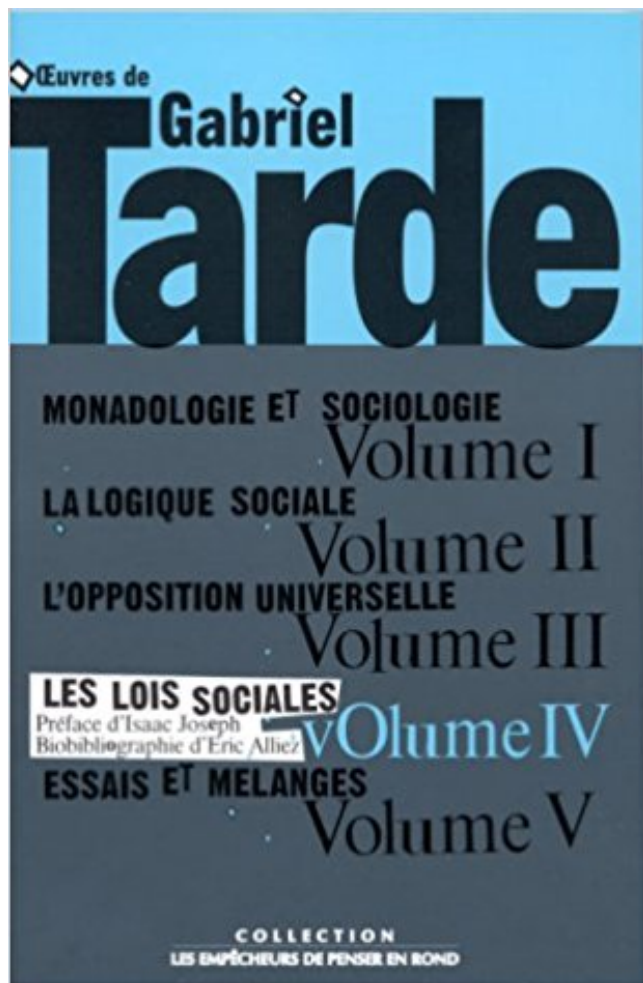 Œuvres de
Gabriel
Tarde
MONADOLOGIE ET SOCIOLOGIE
Volume I
LA LOGIQUE SOCIALE
Volume II
L'OPPOSITION UNIVERSELLE
Volume III
LES LOIS SOCIALES
Préface d'Isaac Joseph
Biobibliographie d'Éric Alliez
vOlume IV
ESSAIS ET MELANGES
Volume V
COLLECTION
LES EMPÊCHEURS DE PENSER EN ROND